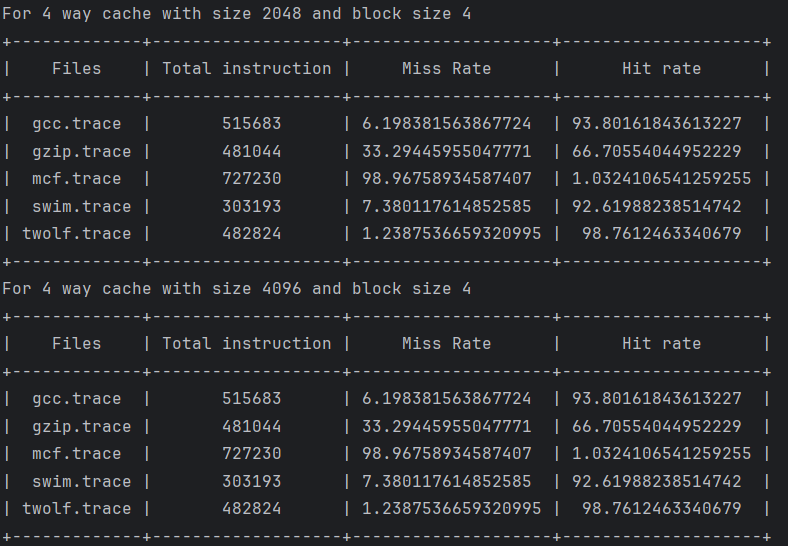 For 4 way cache with size 2048 and block size 4
+-------------+-------------------+--------------------+--------------------+
|    Files    | Total instruction |     Miss Rate      |      Hit rate      |
+-------------+-------------------+--------------------+--------------------+
|  gcc.trace  |       515683      | 6.198381563867724  | 93.80161843613227  |
|  gzip.trace |       481044      | 33.29445955047771  | 66.70554044952229  |
|  mcf.trace  |       727230      | 98.96758934587407  | 1.0324106541259255 |
|  swim.trace |       303193      | 7.380117614852585  | 92.61988238514742  |
| twolf.trace |       482824      | 1.2387536659320995 |  98.7612463340679  |
+-------------+-------------------+--------------------+--------------------+
For 4 way cache with size 4096 and block size 4
+-------------+-------------------+--------------------+--------------------+
|    Files    | Total instruction |     Miss Rate      |      Hit rate      |
+-------------+-------------------+--------------------+--------------------+
|  gcc.trace  |       515683      | 6.198381563867724  | 93.80161843613227  |
|  gzip.trace |       481044      | 33.29445955047771  | 66.70554044952229  |
|  mcf.trace  |       727230      | 98.96758934587407  | 1.0324106541259255 |
|  swim.trace |       303193      | 7.380117614852585  | 92.61988238514742  |
| twolf.trace |       482824      | 1.2387536659320995 |  98.7612463340679  |
+-------------+-------------------+--------------------+--------------------+